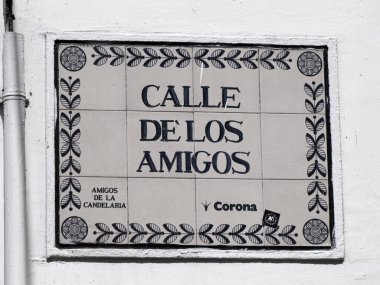 CALLE
DE LOS
AMIGOS
AMIGOS
DE LA
CANDELARIA
Corona